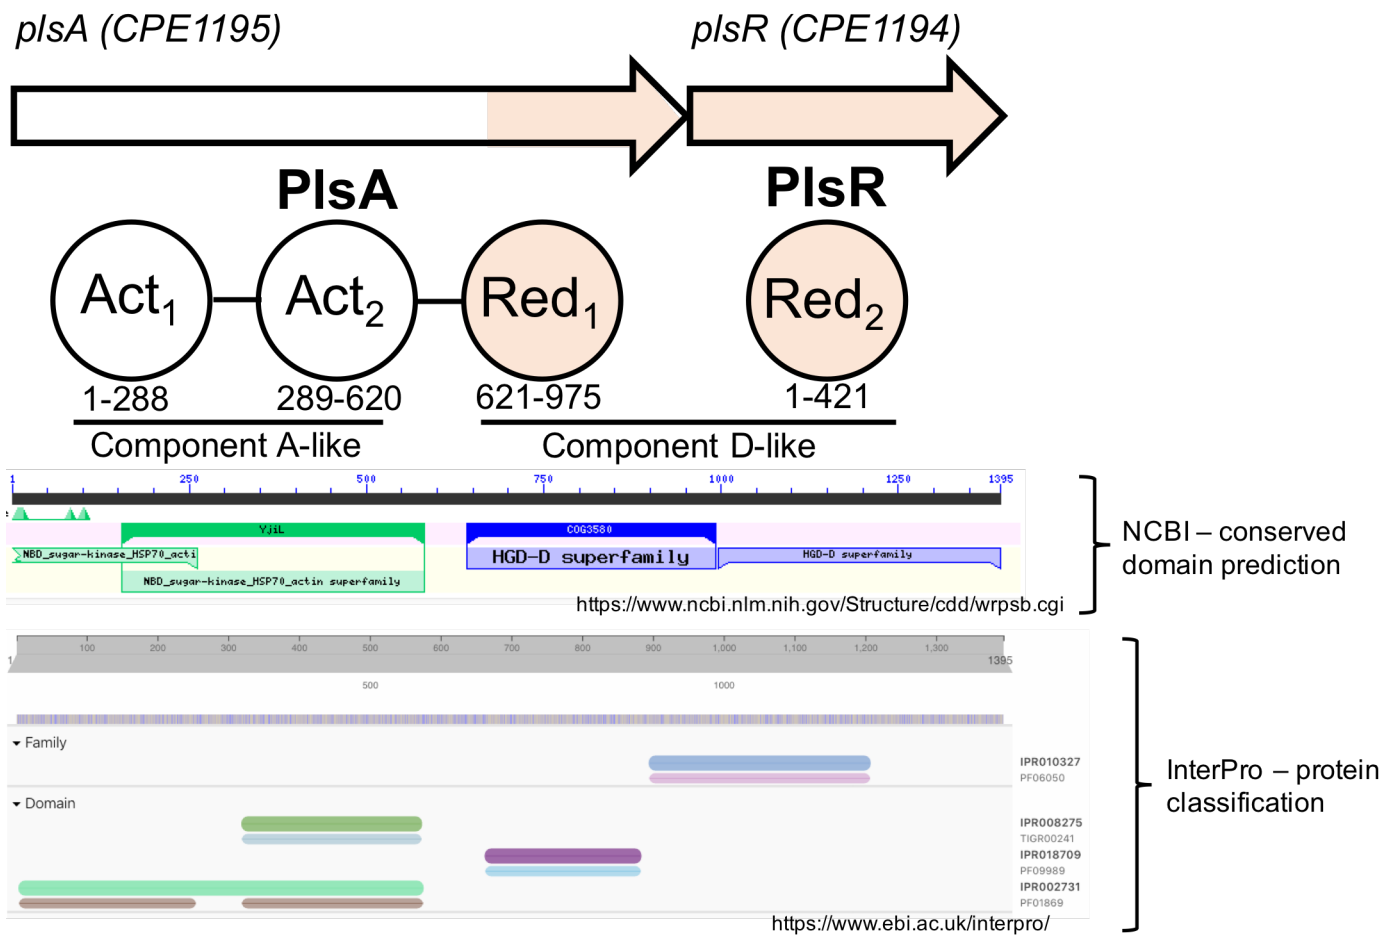 plsA (CPE1195)
plsR (CPE1194)
PlsA
PlsR
Act1
Act2
Red1
Red2
1-288
289-620
621-975
1-421
Component A-like
Component D-like
1 250 500 750 1000 1250 1395
YjiL
COG3580
NBD_sugar-kinase_HSP70_acti
HGD-D superfamily
HGD-D superfamily
NBD_sugar-kinase_HSP70_actin superfamily
NCBI – conserved
domain prediction
https://www.ncbi.nlm.nih.gov/Structure/cdd/wrpsb.cgi
100 200 300 400 500 600 700 800 900 1,000 1,100 1,200 1,300
1 1395
500 1000
Family
IPR010327
PF06050
Domain
IPR008275
TIGR00241
IPR018709
PF09989
IPR002731
PF01869
InterPro – protein
classification
https://www.ebi.ac.uk/interpro/